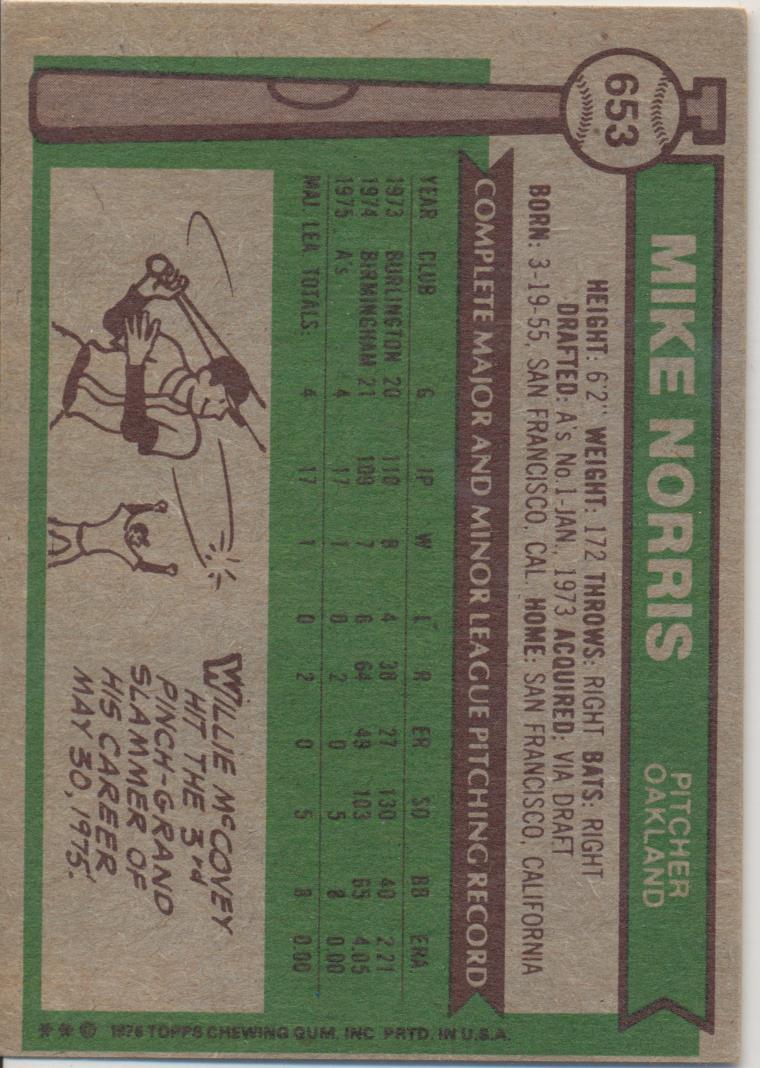 653
MIKE NORRIS
PITCHER
OAKLAND
HEIGHT: 6'2" WEIGHT: 172 THROWS: RIGHT BATS: RIGHT
DRAFTED: A's No.1-JAN., 1973 ACQUIRED: VIA DRAFT
BORN: 3-19-55, SAN FRANCISCO, CAL. HOME: SAN FRANCISCO, CALIFORNIA
COMPLETE MAJOR AND MINOR LEAGUE PITCHING RECORD
YEAR CLUB G IP W L R ER SO BB ERA
1973 BURLINGTON 20 110 8 4 38 27 130 40 2.21
1974 BIRMINGHAM 21 109 7 6 64 49 103 69 4.05
1975 A's 4 17 1 0 2 0 5 8 0.00
MAJ. LEA. TOTALS: 4 17 1 0 2 0 5 8 0.00
WILLIE McCOVEY
HIT THE 3rd
PINCH-GRAND
SLAMMER OF
HIS CAREER
MAY 30, 1975.
** © 1976 TOPPS CHEWING GUM, INC. PRTD. IN U.S.A.